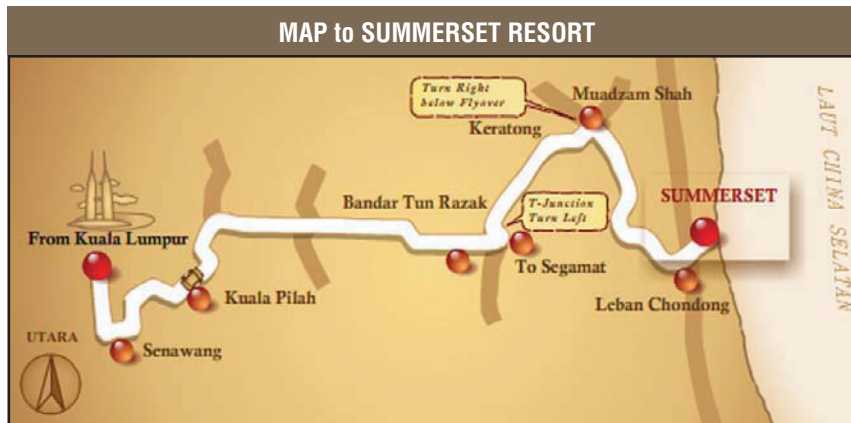 MAP to SUMMERSET RESORT
Turn Right
below Flyover
Muadzam Shah
Keratong
LAUT CHINA SELATAN
Bandar Tun Razak
T-Junction
Turn Left
SUMMERSET
From Kuala Lumpur
To Segamat
Kuala Pilah
Leban Chondong
UTARA
Senawang